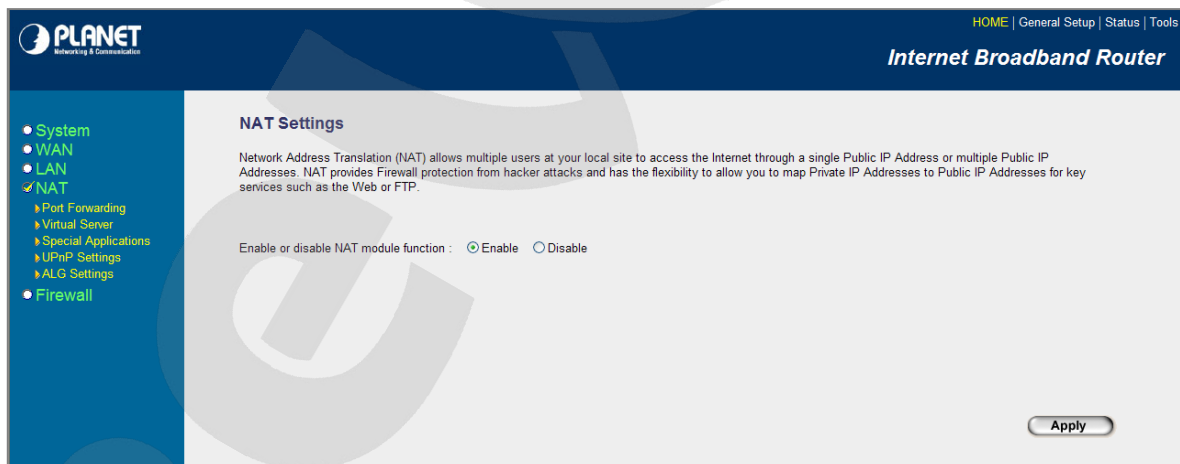 PLANET
Networking & Communication
HOME | General Setup | Status | Tools
Internet Broadband Router
System
WAN
LAN
NAT
Port Forwarding
Virtual Server
Special Applications
UPnP Settings
ALG Settings
Firewall
NAT Settings
Network Address Translation (NAT) allows multiple users at your local site to access the Internet through a single Public IP Address or multiple Public IP
Addresses. NAT provides Firewall protection from hacker attacks and has the flexibility to allow you to map Private IP Addresses to Public IP Addresses for key
services such as the Web or FTP.
Enable or disable NAT module function : Enable Disable
Apply